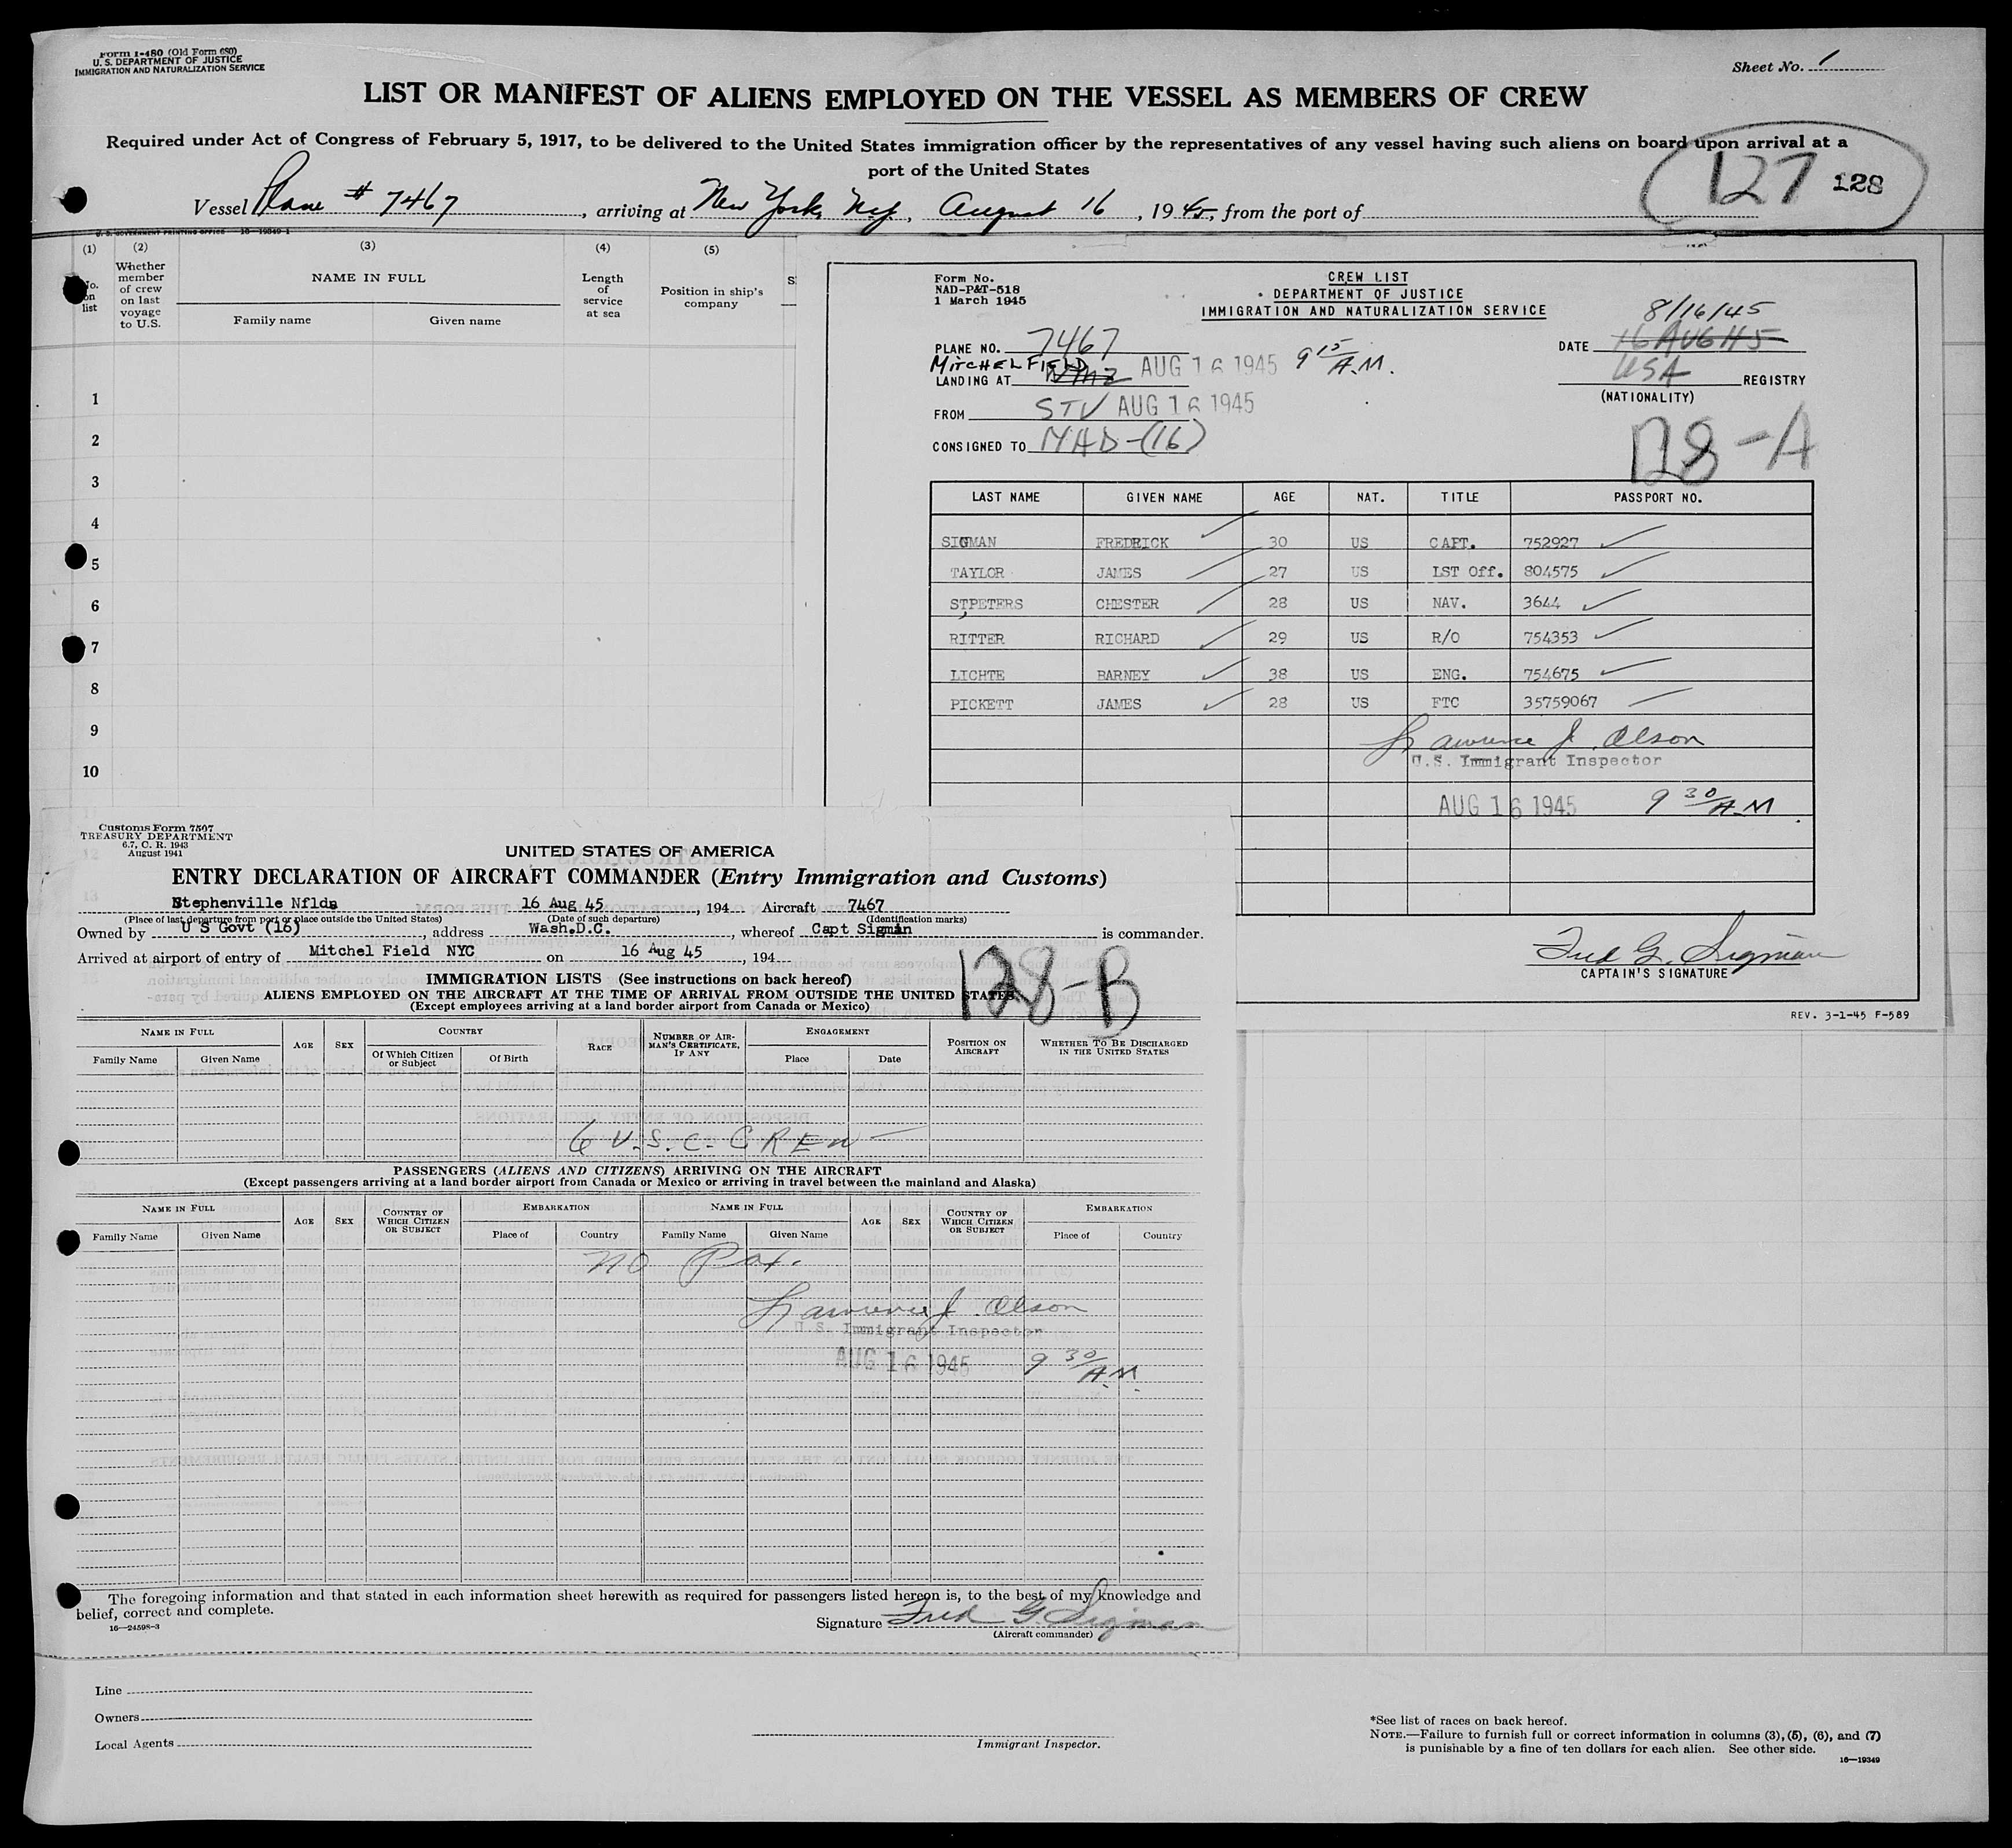 Form I-480 (Old Form 680)
U. S. DEPARTMENT OF JUSTICE
IMMIGRATION AND NATURALIZATION SERVICE
Sheet No. 1
LIST OR MANIFEST OF ALIENS EMPLOYED ON THE VESSEL AS MEMBERS OF CREW
Required under Act of Congress of February 5, 1917, to be delivered to the United States immigration officer by the representatives of any vessel having such aliens on board upon arrival at a
port of the United States
127 128
Vessel Plane # 7467, arriving at New York, N.Y., August 16, 1945, from the port of
U. S. GOVERNMENT PRINTING OFFICE 16-19349-1
(1) (2) (3) (4) (5)
No. on list
Whether member of crew on last voyage to U.S.
NAME IN FULL
Family name Given name
Length of service at sea
Position in ship's company
1
2
3
4
5
6
7
8
9
10
Form No.
NAD-P&T-518
1 March 1945
CREW LIST
DEPARTMENT OF JUSTICE
IMMIGRATION AND NATURALIZATION SERVICE
8/16/45
PLANE NO. 7467
DATE 16 AUG 45
MITCHEL FIELD AUG 16 1945 9 15 A.M.
LANDING AT
USA REGISTRY
(NATIONALITY)
FROM STV AUG 16 1945
CONSIGNED TO MAD-(16)
128-A
LAST NAME GIVEN NAME AGE NAT. TITLE PASSPORT NO.
SIGMAN FREDRICK 30 US CAPT. 752927
TAYLOR JAMES 27 US 1ST Off. 804575
ST,PETERS CHESTER 28 US NAV. 3644
RITTER RICHARD 29 US R/O 754353
LICHTE BARNEY 38 US ENG. 754675
PICKETT JAMES 28 US FTC 35759067
Lawrence J. Olson
U.S. Immigrant Inspector
AUG 16 1945 9 30 A.M
Fred G. Sigman
CAPTAIN'S SIGNATURE
REV. 3-1-45 F-589
Customs Form 7507
TREASURY DEPARTMENT
6.7, C. R. 1943
August 1941
UNITED STATES OF AMERICA
ENTRY DECLARATION OF AIRCRAFT COMMANDER (Entry Immigration and Customs)
Stephenville Nflda 16 Aug 45, 194 Aircraft 7467
(Place of last departure from port or place outside the United States) (Date of such departure) (Identification marks)
Owned by U S Govt (16), address Wash.D.C., whereof Capt Sigman is commander.
Arrived at airport of entry of Mitchel Field NYC on 16 Aug 45, 194
128-B
IMMIGRATION LISTS (See instructions on back hereof)
ALIENS EMPLOYED ON THE AIRCRAFT AT THE TIME OF ARRIVAL FROM OUTSIDE THE UNITED STATES
(Except employees arriving at a land border airport from Canada or Mexico)
NAME IN FULL AGE SEX COUNTRY RACE NUMBER OF AIRMAN'S CERTIFICATE, IF ANY ENGAGEMENT POSITION ON AIRCRAFT WHETHER TO BE DISCHARGED IN THE UNITED STATES
Family Name Given Name Of Which Citizen or Subject Of Birth Place Date
6 U.S.C. CREW
PASSENGERS (ALIENS AND CITIZENS) ARRIVING ON THE AIRCRAFT
(Except passengers arriving at a land border airport from Canada or Mexico or arriving in travel between the mainland and Alaska)
NAME IN FULL AGE SEX COUNTRY OF WHICH CITIZEN OR SUBJECT EMBARKATION NAME IN FULL AGE SEX COUNTRY OF WHICH CITIZEN OR SUBJECT EMBARKATION
Family Name Given Name Place of Country Family Name Given Name Place of Country
NO Pax.
Lawrence J. Olson
U.S. Immigrant Inspector
AUG 16 1945 9 30 A.M.
The foregoing information and that stated in each information sheet herewith as required for passengers listed hereon is, to the best of my knowledge and
belief, correct and complete.
16-24598-3
Signature Fred G. Sigman
(Aircraft commander)
Line
Owners
Local Agents
Immigrant Inspector.
*See list of races on back hereof.
NOTE.—Failure to furnish full or correct information in columns (3), (5), (6), and (7)
is punishable by a fine of ten dollars for each alien. See other side.
16-19349